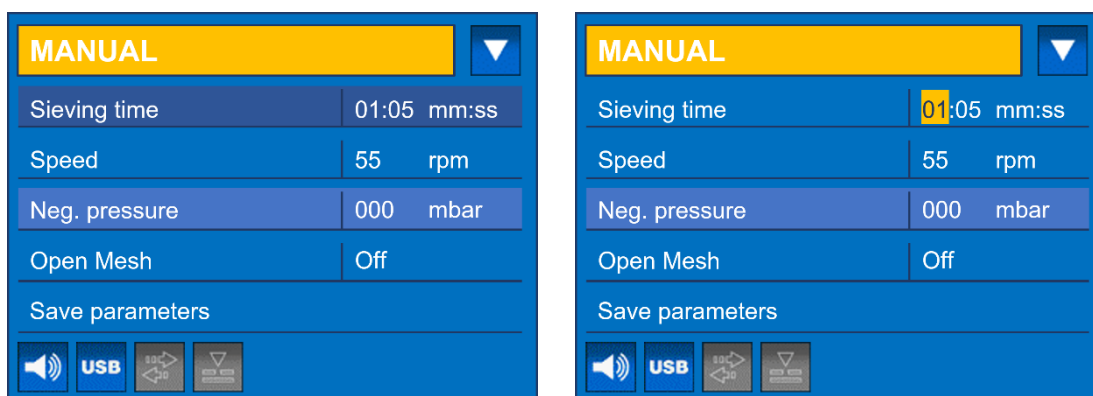 MANUAL
Sieving time 01:05 mm:ss
Speed 55 rpm
Neg. pressure 000 mbar
Open Mesh Off
Save parameters
USB
MANUAL
Sieving time 01:05 mm:ss
Speed 55 rpm
Neg. pressure 000 mbar
Open Mesh Off
Save parameters
USB